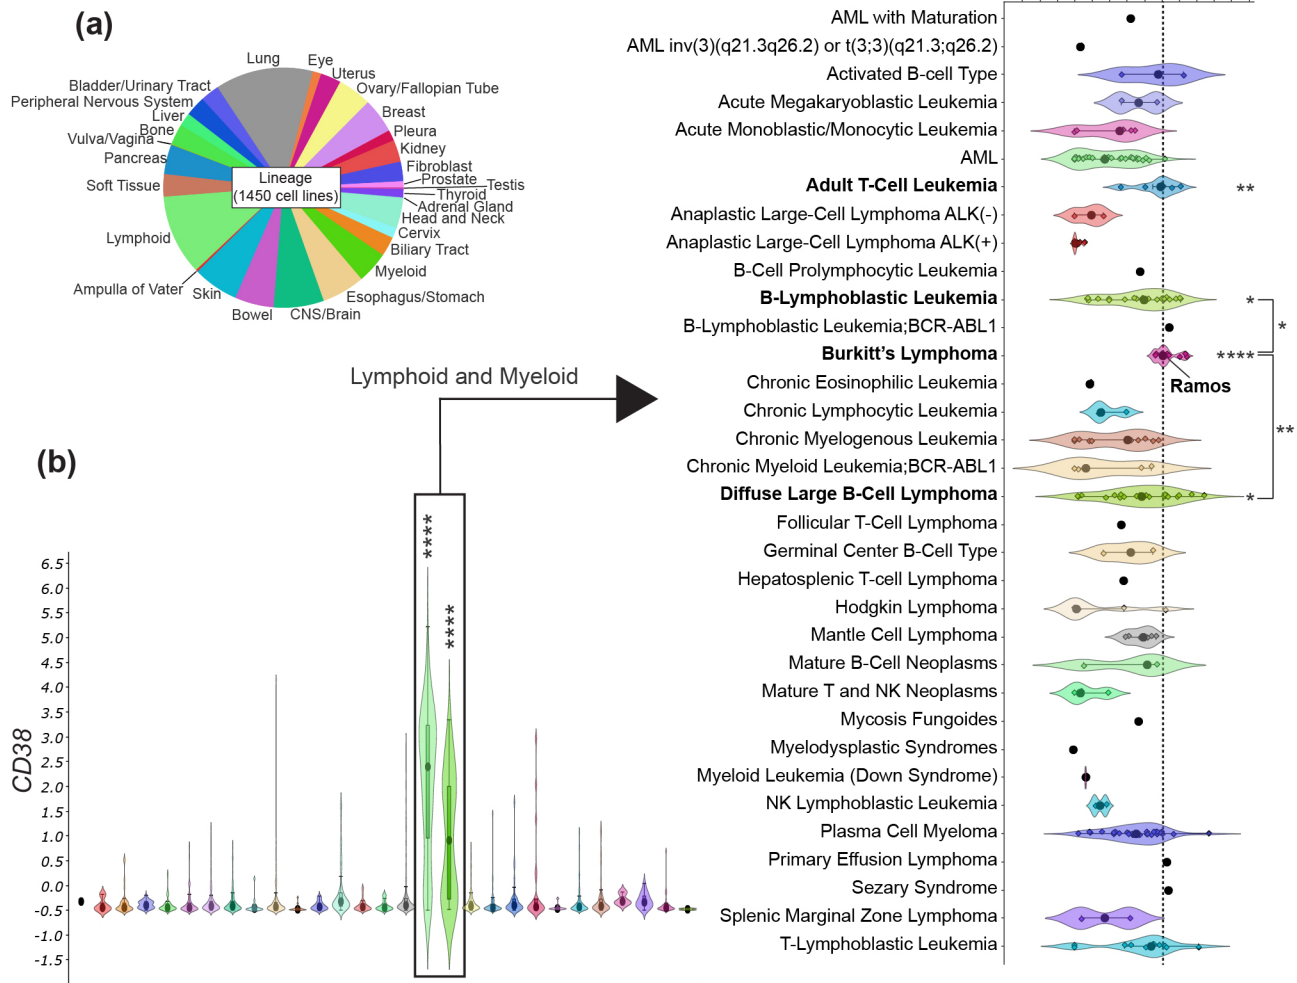 (a)
Lung
Eye
Uterus
Ovary/Fallopian Tube
Breast
Pleura
Kidney
Fibroblast
Prostate
Testis
Thyroid
Adrenal Gland
Head and Neck
Cervix
Biliary Tract
Myeloid
Esophagus/Stomach
CNS/Brain
Bowel
Skin
Ampulla of Vater
Lymphoid
Soft Tissue
Pancreas
Vulva/Vagina
Bone
Liver
Peripheral Nervous System
Bladder/Urinary Tract
Lineage
(1450 cell lines)
Lymphoid and Myeloid
(b)
CD38
6.5
6.0
5.5
5.0
4.5
4.0
3.5
3.0
2.5
2.0
1.5
1.0
0.5
0.0
-0.5
-1.0
-1.5
****
****
AML with Maturation
AML inv(3)(q21.3q26.2) or t(3;3)(q21.3;q26.2)
Activated B-cell Type
Acute Megakaryoblastic Leukemia
Acute Monoblastic/Monocytic Leukemia
AML
Adult T-Cell Leukemia **
Anaplastic Large-Cell Lymphoma ALK(-)
Anaplastic Large-Cell Lymphoma ALK(+)
B-Cell Prolymphocytic Leukemia
B-Lymphoblastic Leukemia *
B-Lymphoblastic Leukemia;BCR-ABL1 *
Burkitt's Lymphoma ****
Ramos
Chronic Eosinophilic Leukemia
Chronic Lymphocytic Leukemia
Chronic Myelogenous Leukemia **
Chronic Myeloid Leukemia;BCR-ABL1
Diffuse Large B-Cell Lymphoma *
Follicular T-Cell Lymphoma
Germinal Center B-Cell Type
Hepatosplenic T-cell Lymphoma
Hodgkin Lymphoma
Mantle Cell Lymphoma
Mature B-Cell Neoplasms
Mature T and NK Neoplasms
Mycosis Fungoides
Myelodysplastic Syndromes
Myeloid Leukemia (Down Syndrome)
NK Lymphoblastic Leukemia
Plasma Cell Myeloma
Primary Effusion Lymphoma
Sezary Syndrome
Splenic Marginal Zone Lymphoma
T-Lymphoblastic Leukemia